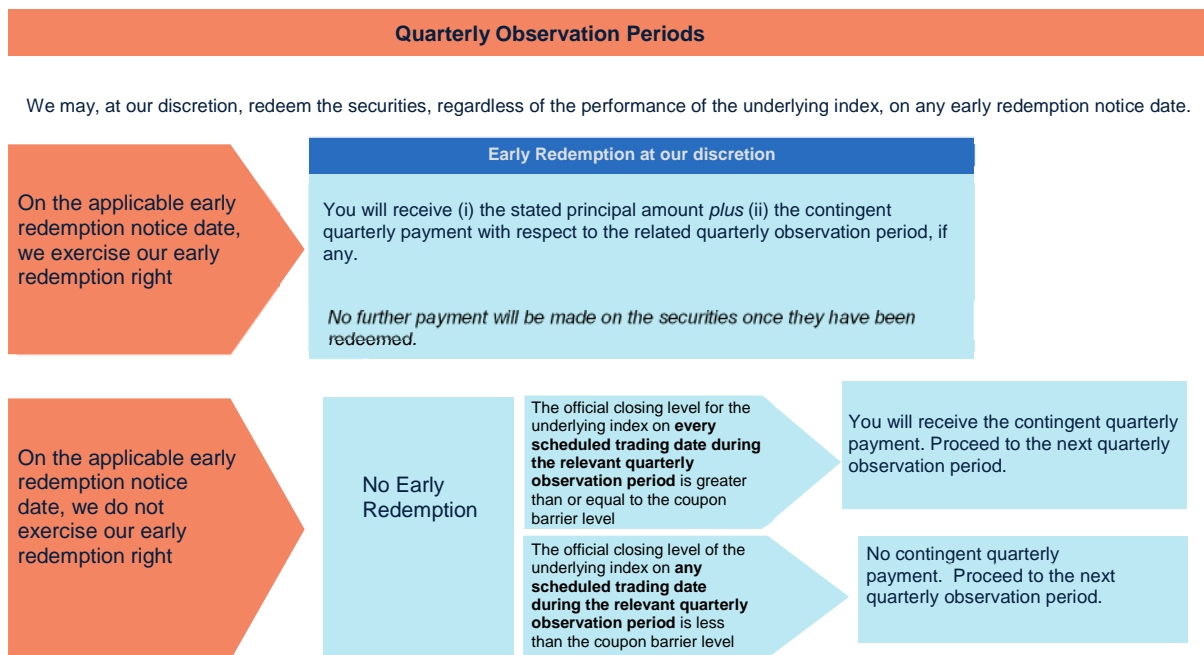 Quarterly Observation Periods
We may, at our discretion, redeem the securities, regardless of the performance of the underlying index, on any early redemption notice date.
On the applicable early
redemption notice date,
we exercise our early
redemption right
Early Redemption at our discretion
You will receive (i) the stated principal amount plus (ii) the contingent
quarterly payment with respect to the related quarterly observation period, if
any.
No further payment will be made on the securities once they have been
redeemed.
On the applicable early
redemption notice
date, we do not
exercise our early
redemption right
No Early
Redemption
The official closing level for the
underlying index on every
scheduled trading date during
the relevant quarterly
observation period is greater
than or equal to the coupon
barrier level
You will receive the contingent quarterly
payment. Proceed to the next quarterly
observation period.
The official closing level of the
underlying index on any
scheduled trading date
during the relevant quarterly
observation period is less
than the coupon barrier level
No contingent quarterly
payment.  Proceed to the next
quarterly observation period.